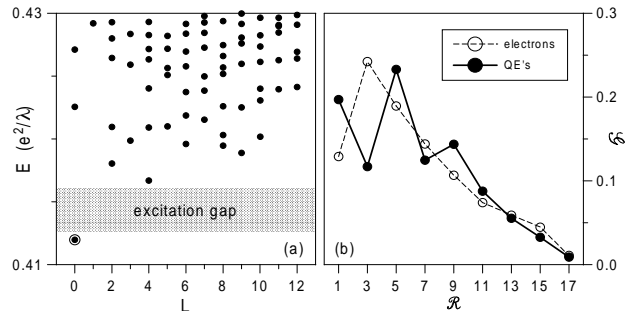 0.43
0.41
E (e²/λ)
excitation gap
(a)
0 2 4 6 8 10 12
L
electrons
QE's
(b)
0.3
0.2
0.1
0.0
𝒢
1 3 5 7 9 11 13 15 17
ℛ